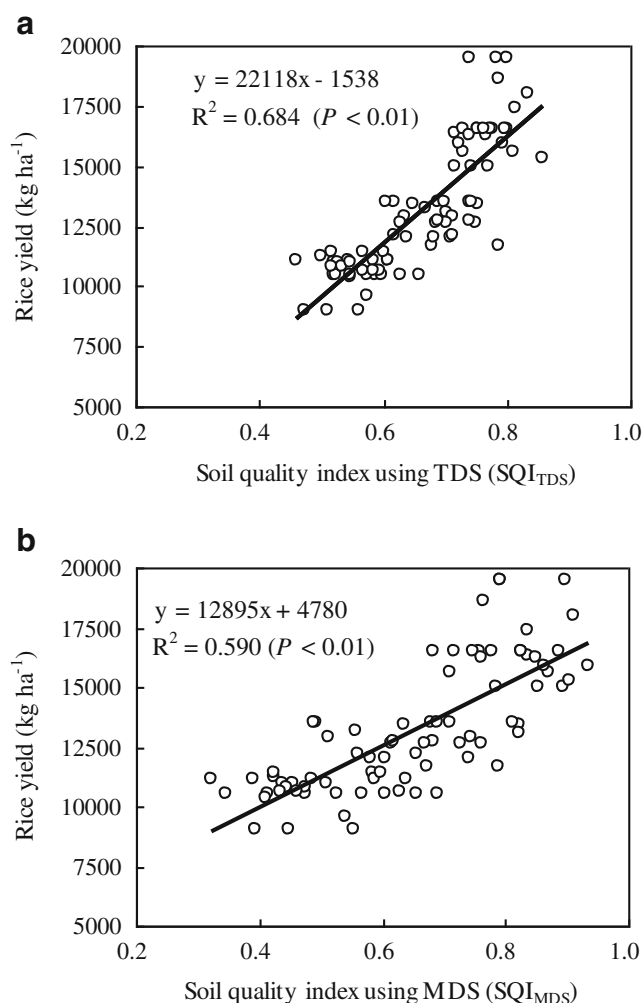 a
20000
17500
15000
12500
10000
7500
5000
Rice yield (kg ha⁻¹)
y = 22118x - 1538
R² = 0.684 (P < 0.01)
0.2 0.4 0.6 0.8 1.0
Soil quality index using TDS (SQI_TDS)
b
20000
17500
15000
12500
10000
7500
5000
Rice yield (kg ha⁻¹)
y = 12895x + 4780
R² = 0.590 (P < 0.01)
0.2 0.4 0.6 0.8 1.0
Soil quality index using MDS (SQI_MDS)